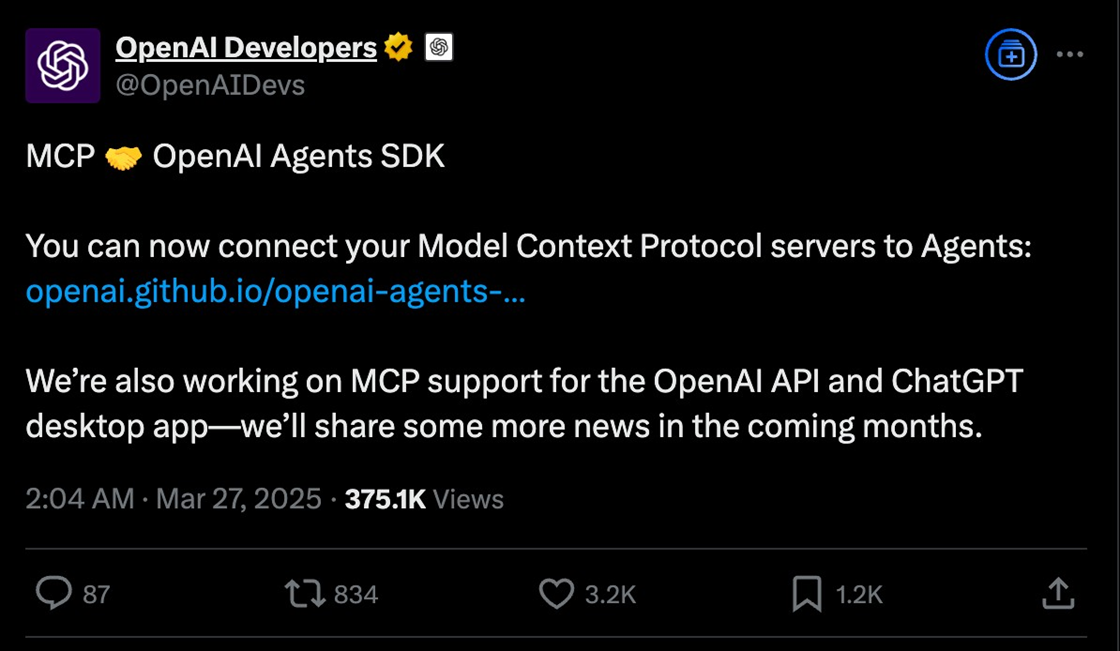 OpenAI Developers
@OpenAIDevs
MCP 🤝 OpenAI Agents SDK
You can now connect your Model Context Protocol servers to Agents:
openai.github.io/openai-agents-...
We’re also working on MCP support for the OpenAI API and ChatGPT
desktop app—we’ll share some more news in the coming months.
2:04 AM · Mar 27, 2025 · 375.1K Views
87 834 3.2K 1.2K